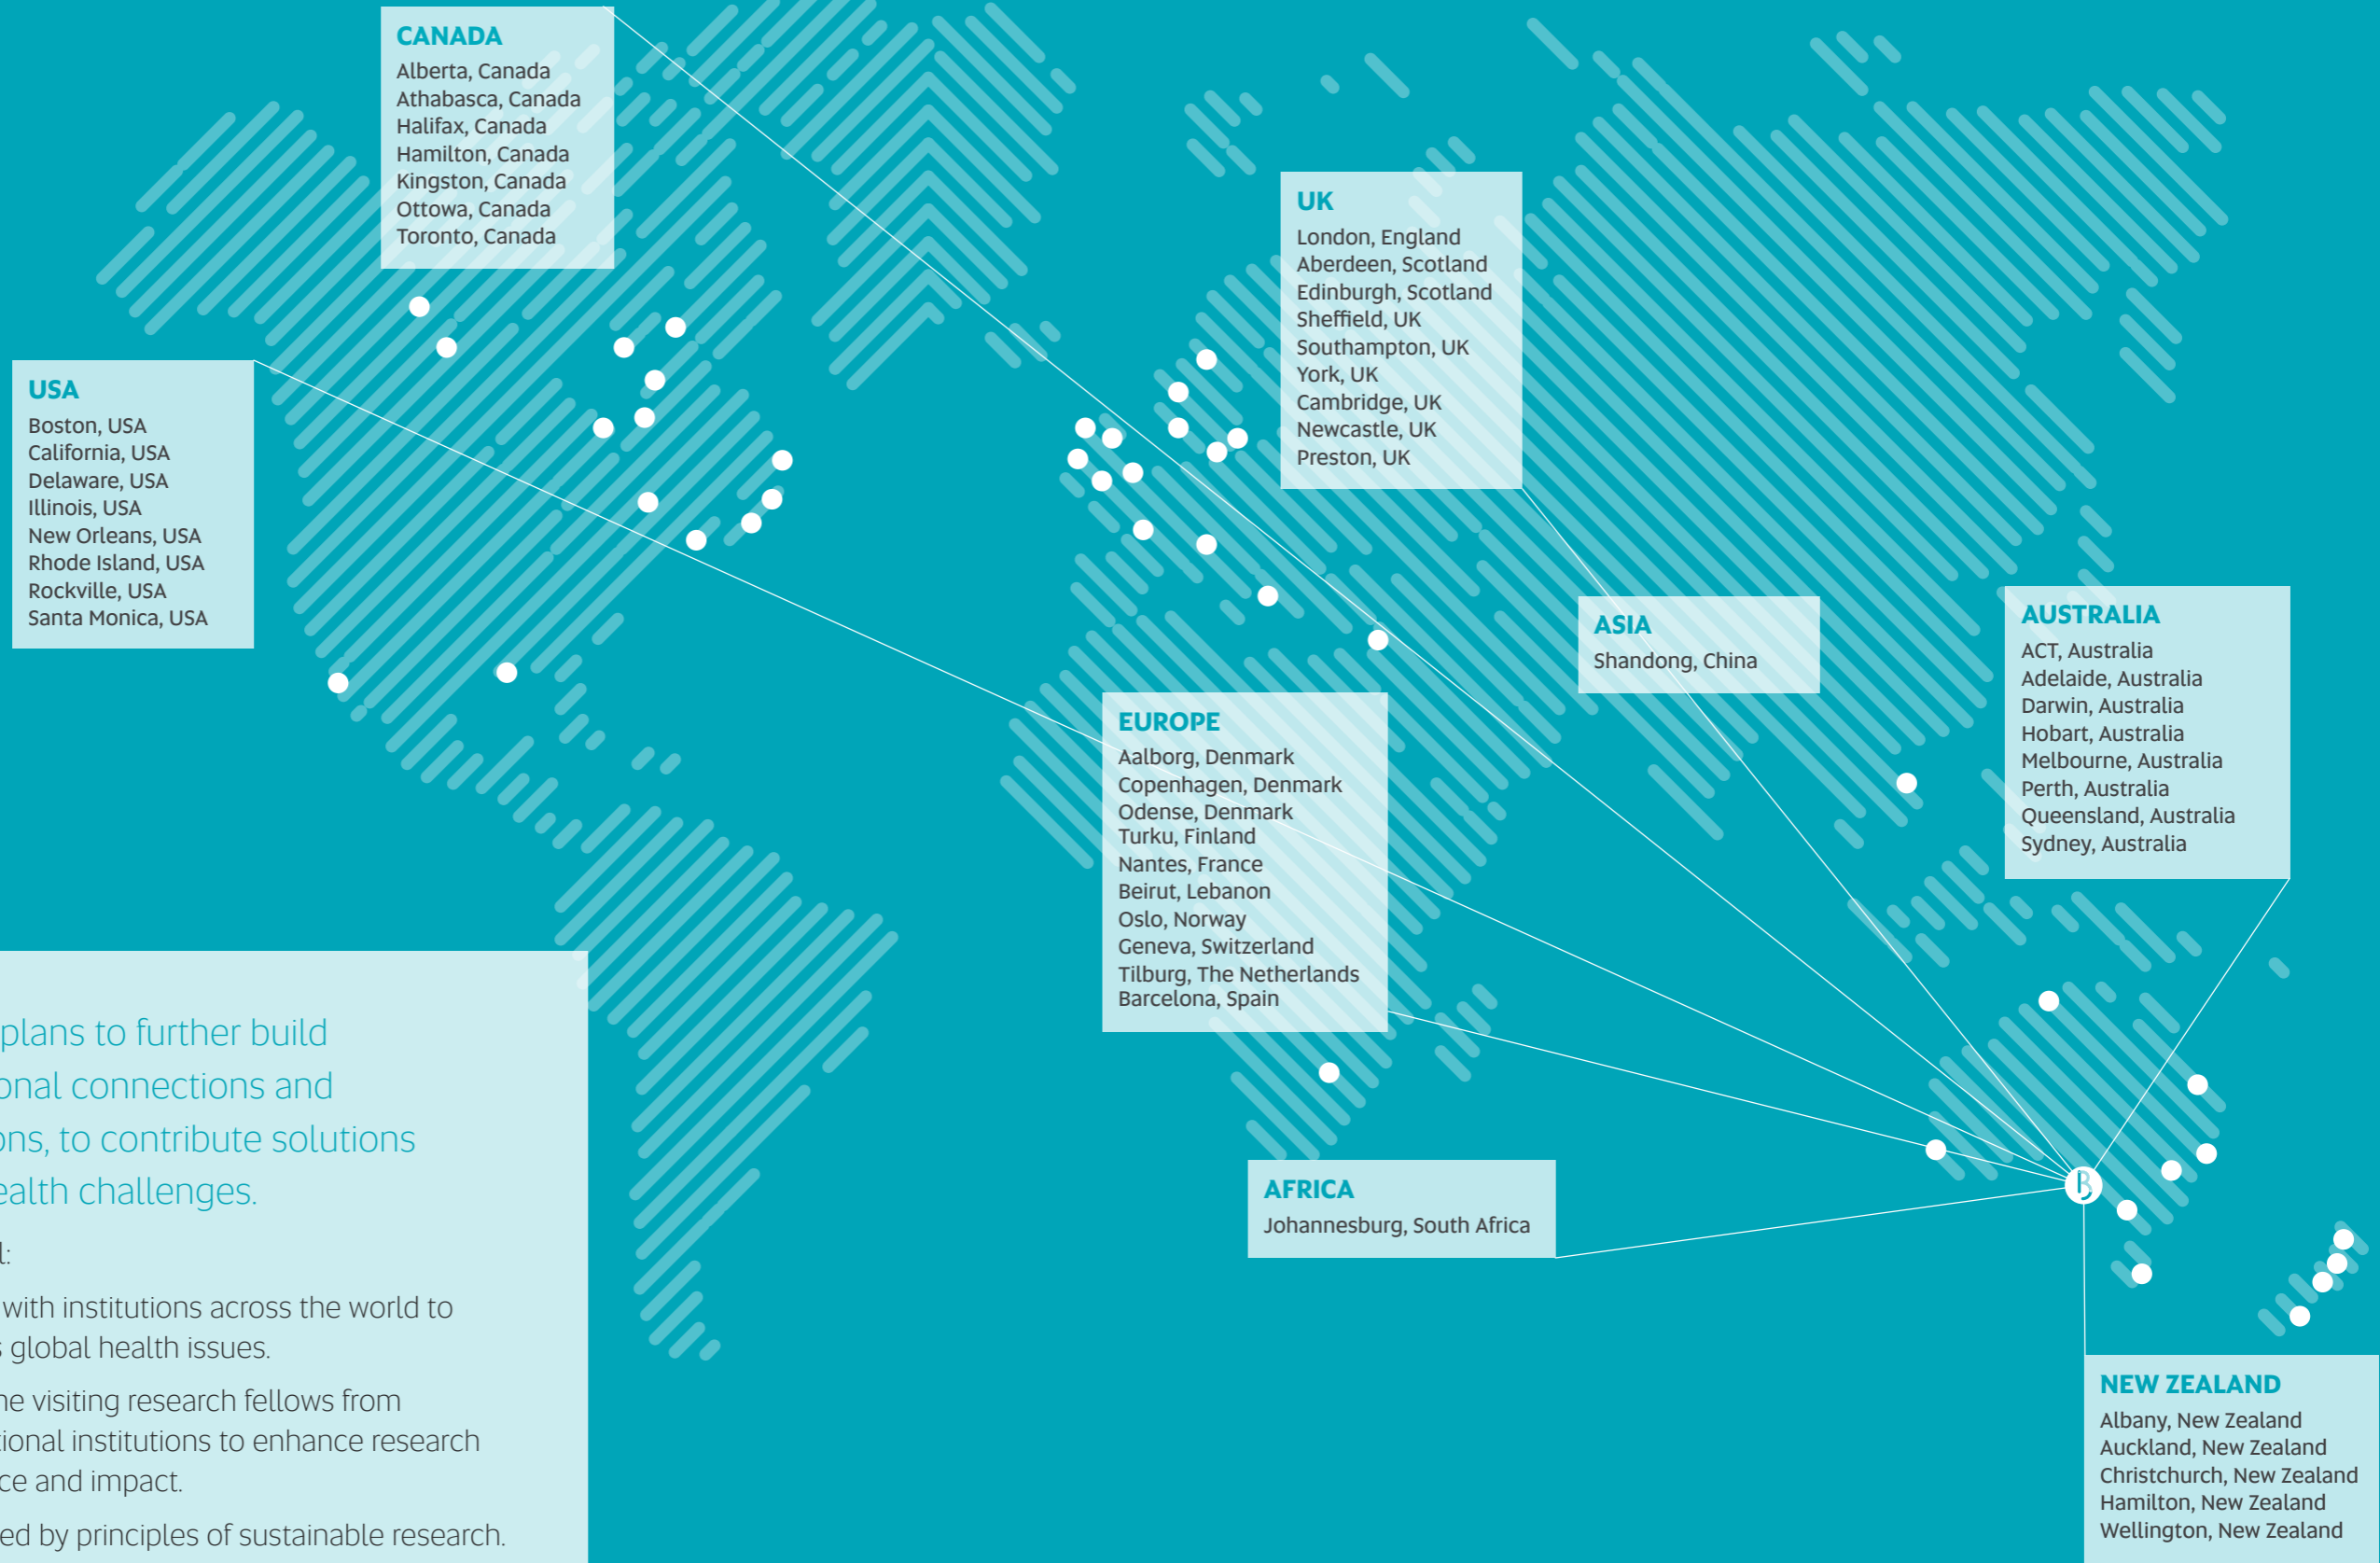 CANADA
Alberta, Canada
Athabasca, Canada
Halifax, Canada
Hamilton, Canada
Kingston, Canada
Ottowa, Canada
Toronto, Canada
UK
London, England
Aberdeen, Scotland
Edinburgh, Scotland
Sheffield, UK
Southampton, UK
York, UK
Cambridge, UK
Newcastle, UK
Preston, UK
USA
Boston, USA
California, USA
Delaware, USA
Illinois, USA
New Orleans, USA
Rhode Island, USA
Rockville, USA
Santa Monica, USA
ASIA
Shandong, China
AUSTRALIA
ACT, Australia
Adelaide, Australia
Darwin, Australia
Hobart, Australia
Melbourne, Australia
Perth, Australia
Queensland, Australia
Sydney, Australia
EUROPE
Aalborg, Denmark
Copenhagen, Denmark
Odense, Denmark
Turku, Finland
Nantes, France
Beirut, Lebanon
Oslo, Norway
Geneva, Switzerland
Tilburg, The Netherlands
Barcelona, Spain
plans to further build
onal connections and
ons, to contribute solutions
ealth challenges.
l:
with institutions across the world to
s global health issues.
ne visiting research fellows from
tional institutions to enhance research
ce and impact.
ed by principles of sustainable research.
AFRICA
Johannesburg, South Africa
NEW ZEALAND
Albany, New Zealand
Auckland, New Zealand
Christchurch, New Zealand
Hamilton, New Zealand
Wellington, New Zealand